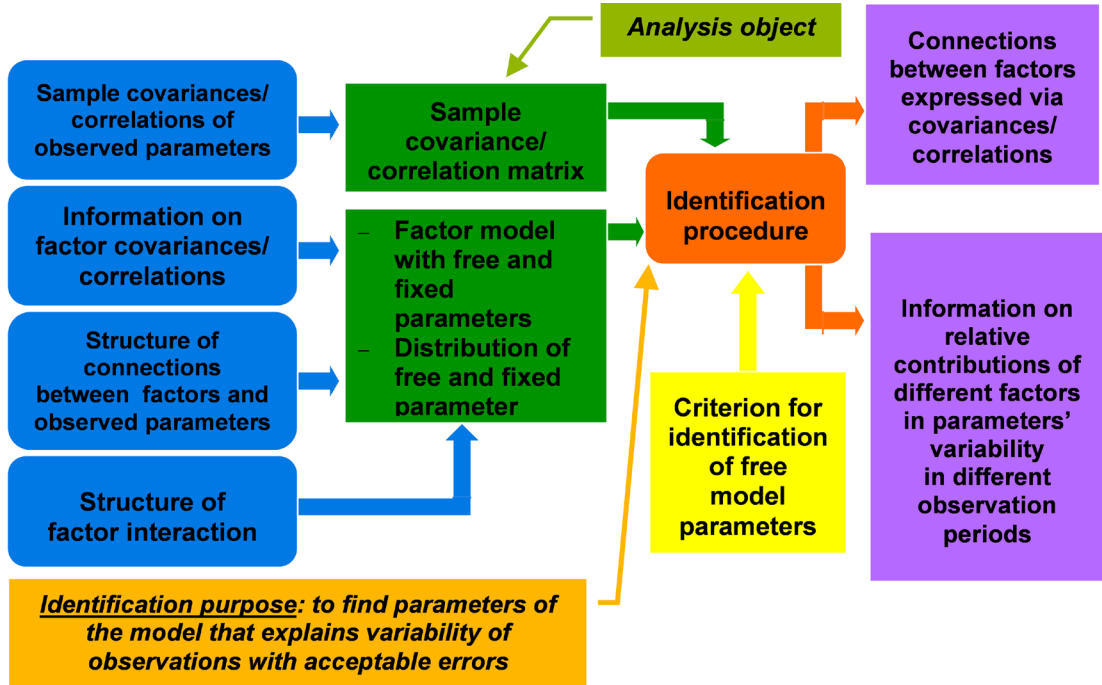 Analysis object
Sample covariances/
correlations of
observed parameters
Information on
factor covariances/
correlations
Structure of
connections
between factors and
observed parameters
Structure of
factor interaction
Sample
covariance/
correlation matrix
– Factor model
with free and
fixed
parameters
– Distribution of
free and fixed
parameter
Identification
procedure
Criterion for
identification
of free
model
parameters
Connections
between factors
expressed via
covariances/
correlations
Information on
relative
contributions of
different factors
in parameters’
variability
in different
observation
periods
Identification purpose: to find parameters of
the model that explains variability of
observations with acceptable errors